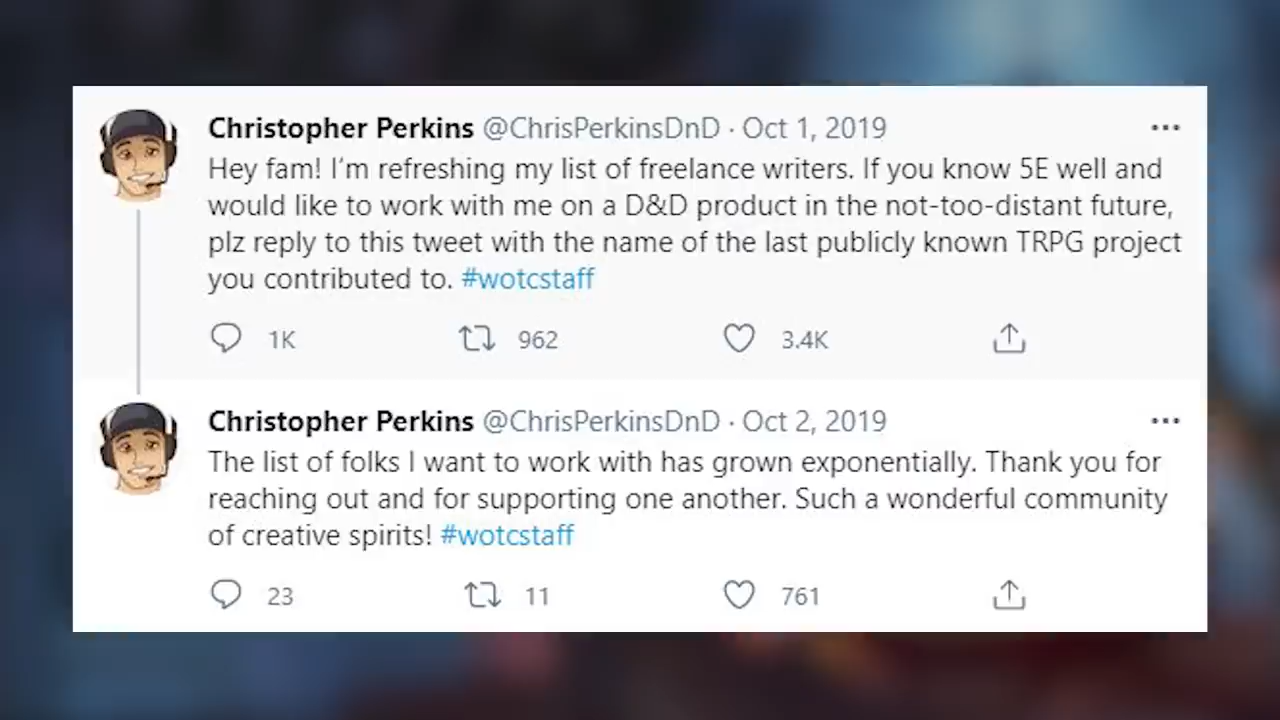 Christopher Perkins @ChrisPerkinsDnD · Oct 1, 2019
Hey fam! I’m refreshing my list of freelance writers. If you know 5E well and
would like to work with me on a D&D product in the not-too-distant future,
plz reply to this tweet with the name of the last publicly known TRPG project
you contributed to. #wotcstaff
1K 962 3.4K
Christopher Perkins @ChrisPerkinsDnD · Oct 2, 2019
The list of folks I want to work with has grown exponentially. Thank you for
reaching out and for supporting one another. Such a wonderful community
of creative spirits! #wotcstaff
23 11 761